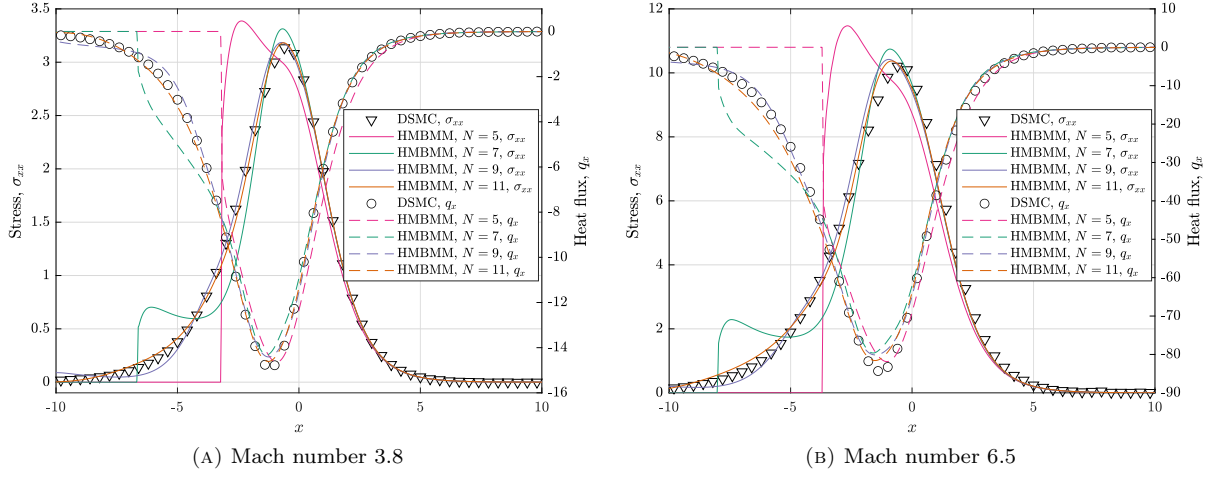 3.5
3
2.5
2
1.5
1
0.5
0
Stress, σxx
0
-2
-4
-6
-8
-10
-12
-14
-16
Heat flux, qx
-10 -5 0 5 10
x
DSMC, σxx
HMBMM, N = 5, σxx
HMBMM, N = 7, σxx
HMBMM, N = 9, σxx
HMBMM, N = 11, σxx
DSMC, qx
HMBMM, N = 5, qx
HMBMM, N = 7, qx
HMBMM, N = 9, qx
HMBMM, N = 11, qx
(A) Mach number 3.8
12
10
8
6
4
2
0
Stress, σxx
10
0
-10
-20
-30
-40
-50
-60
-70
-80
-90
Heat flux, qx
-10 -5 0 5 10
x
DSMC, σxx
HMBMM, N = 5, σxx
HMBMM, N = 7, σxx
HMBMM, N = 9, σxx
HMBMM, N = 11, σxx
DSMC, qx
HMBMM, N = 5, qx
HMBMM, N = 7, qx
HMBMM, N = 9, qx
HMBMM, N = 11, qx
(B) Mach number 6.5